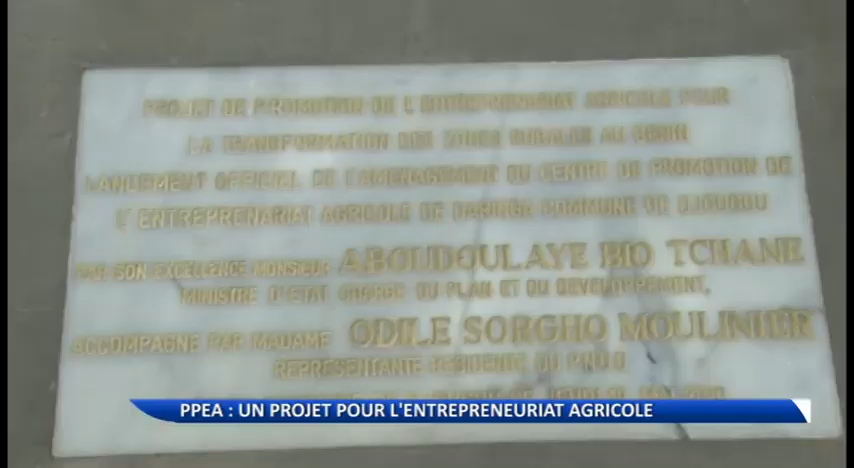 PROJET DE PROMOTION DE L'ENTREPRENARIAT AGRICOLE POUR
LA TRANSFORMATION DES ZONES RURALES AU BENIN
LANCEMENT OFFICIEL DE L'AMENAGEMENT DU CENTRE DE PROMOTION DE
L'ENTREPRENARIAT AGRICOLE DE BARINGA COMMUNE DE DJOUGOU
PAR SON EXCELLENCE MONSIEUR ABOUDOULAYE BIO TCHANE
MINISTRE D'ETAT CHARGE DU PLAN ET DU DEVELOPPEMENT,
ACCOMPAGNE PAR MADAME ODILE SORGHO MOULINIER
REPRESENTANTE RESIDENTE DU PNUD
PPEA : UN PROJET POUR L'ENTREPRENEURIAT AGRICOLE